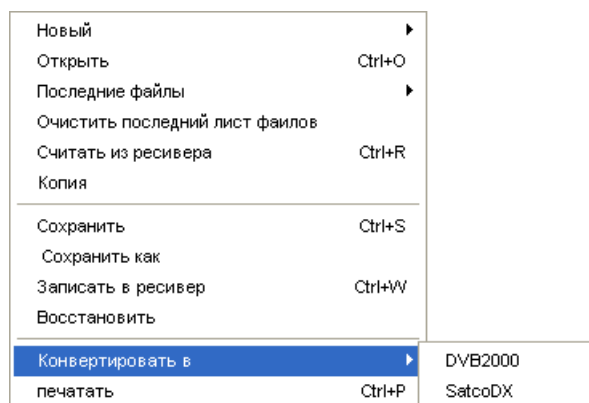 Новый
Открыть Ctrl+O
Последние файлы
Очистить последний лист фаилов
Считать из ресивера Ctrl+R
Копия
Сохранить Ctrl+S
Сохранить как
Записать в ресивер Ctrl+W
Восстановить
Конвертировать в DVB2000
печатать Ctrl+P SatcoDX